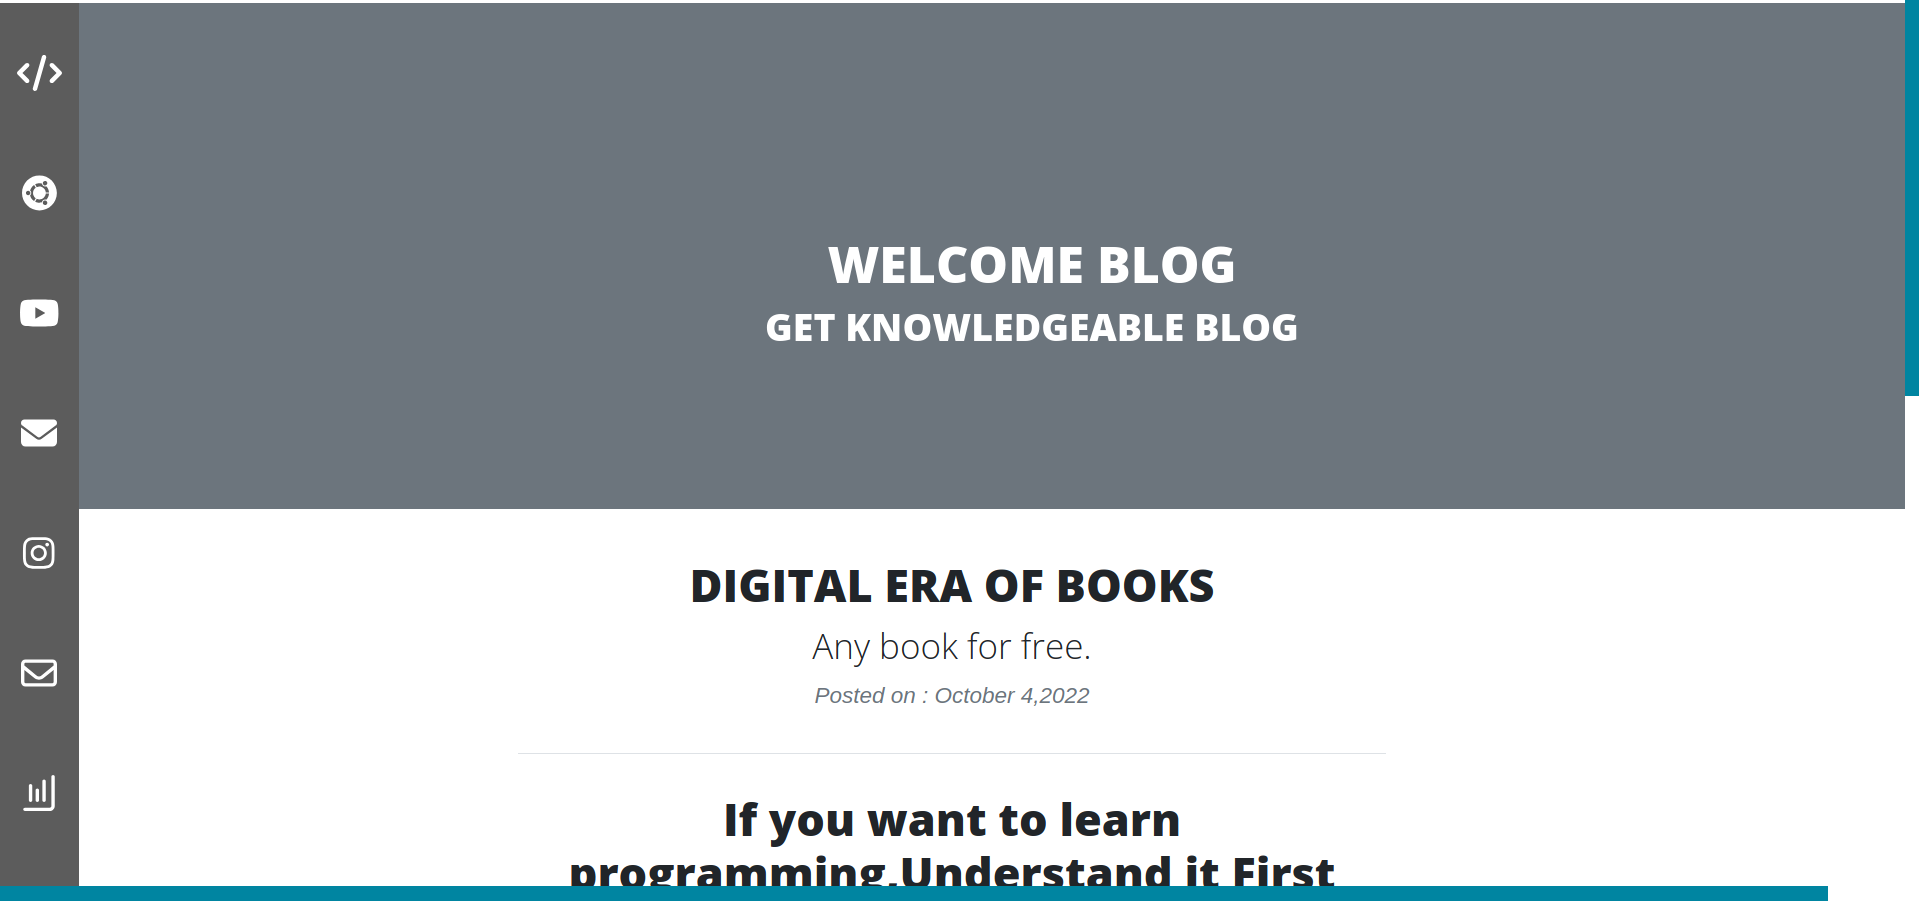 WELCOME BLOG
GET KNOWLEDGEABLE BLOG
DIGITAL ERA OF BOOKS
Any book for free.
Posted on : October 4,2022
If you want to learn
programming,Understand it First